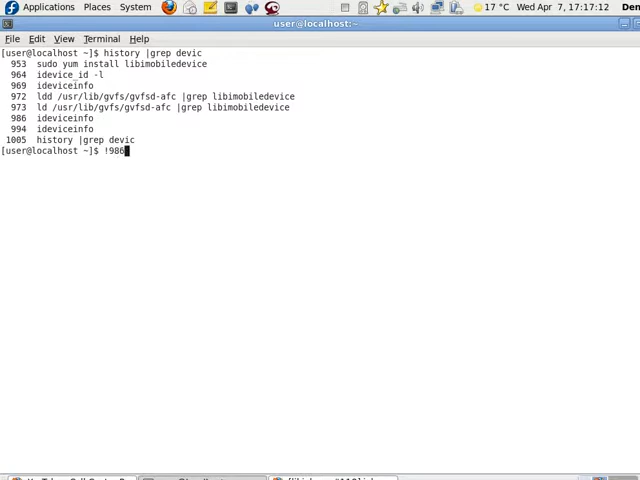 Applications Places System 17 °C Wed Apr 7, 17:17:12 Den
user@localhost:~
File Edit View Terminal Help
[user@localhost ~]$ history |grep devic
953 sudo yum install libimobiledevice
964 idevice_id -l
969 ideviceinfo
972 ldd /usr/lib/gvfs/gvfsd-afc |grep libimobiledevice
973 ld /usr/lib/gvfs/gvfsd-afc |grep libimobiledevice
986 ideviceinfo
994 ideviceinfo
1005 history |grep devic
[user@localhost ~]$ !986